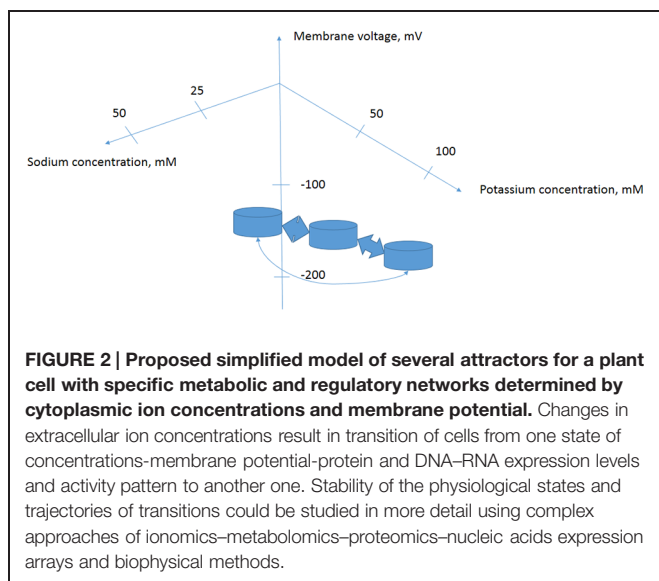 Membrane voltage, mV
25
50
50
100
Sodium concentration, mM
Potassium concentration, mM
-100
-200
FIGURE 2 | Proposed simplified model of several attractors for a plant
cell with specific metabolic and regulatory networks determined by
cytoplasmic ion concentrations and membrane potential. Changes in
extracellular ion concentrations result in transition of cells from one state of
concentrations-membrane potential-protein and DNA–RNA expression levels
and activity pattern to another one. Stability of the physiological states and
trajectories of transitions could be studied in more detail using complex
approaches of ionomics–metabolomics–proteomics–nucleic acids expression
arrays and biophysical methods.